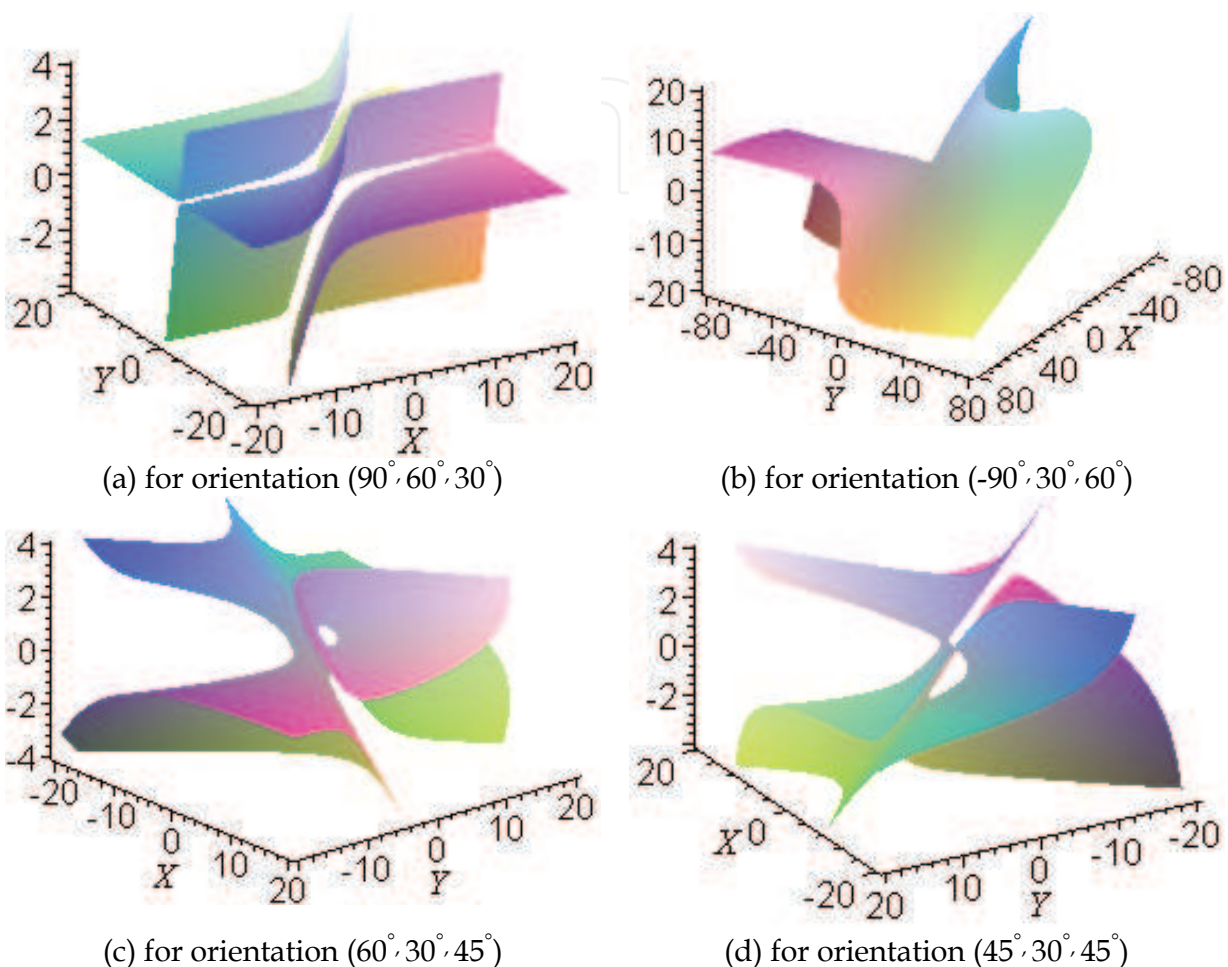 4
2
0
-2
20
Y 0
-20
-20 -10 0 10 20
X
(a) for orientation (90°,60°,30°)
20
10
0
-10
-20
-80 -40 0 40 80
Y
80 40 0 X -40 -80
(b) for orientation (-90°,30°,60°)
4
2
0
-2
-4
-20 -10 0 10 20
X
-10 0 10 20
Y
(c) for orientation (60°,30°,45°)
4
2
0
-2
20
X 0
-20
20 10 0 -10 -20
Y
(d) for orientation (45°,30°,45°)